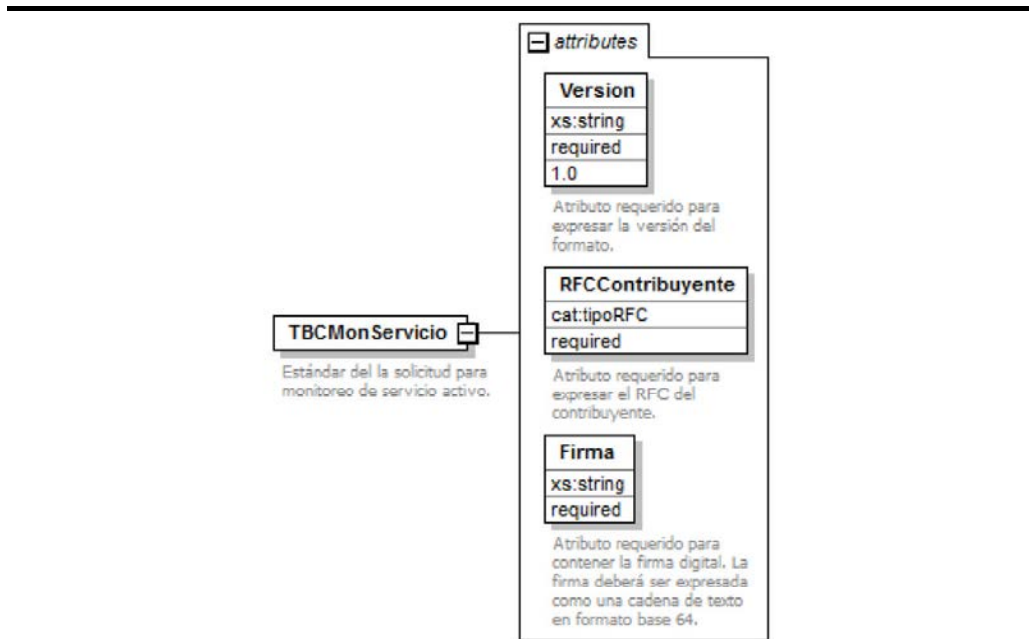 attributes
Version
xs:string
required
1.0
Atributo requerido para
expresar la versión del
formato.
RFCContribuyente
cat:tipoRFC
required
Atributo requerido para
expresar el RFC del
contribuyente.
TBCMonServicio
Estándar del la solicitud para
monitoreo de servicio activo.
Firma
xs:string
required
Atributo requerido para
contener la firma digital. La
firma deberá ser expresada
como una cadena de texto
en formato base 64.